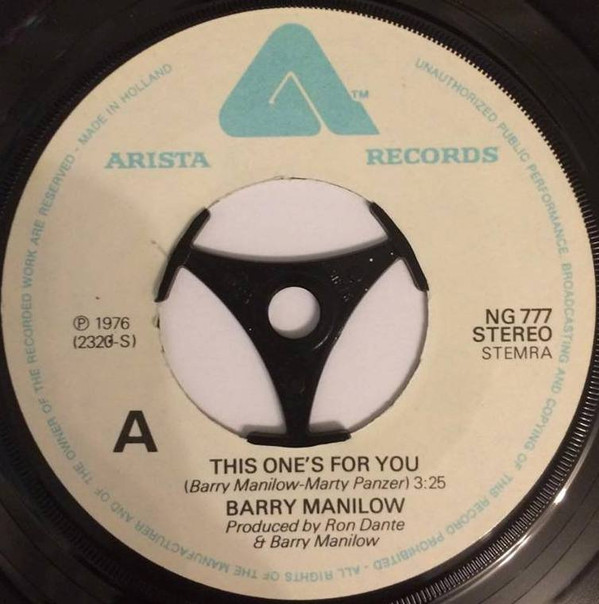 TM
ARISTA RECORDS
MADE IN HOLLAND
UNAUTHORIZED PUBLIC PERFORMANCE, BROADCASTING AND COPYING OF THIS RECORD PROHIBITED - ALL RIGHTS OF THE MANUFACTURER AND OF THE OWNER OF THE RECORDED WORK ARE RESERVED -
℗ 1976
(2320-S)
NG 777
STEREO
STEMRA
A
THIS ONE'S FOR YOU
(Barry Manilow-Marty Panzer) 3:25
BARRY MANILOW
Produced by Ron Dante
& Barry Manilow